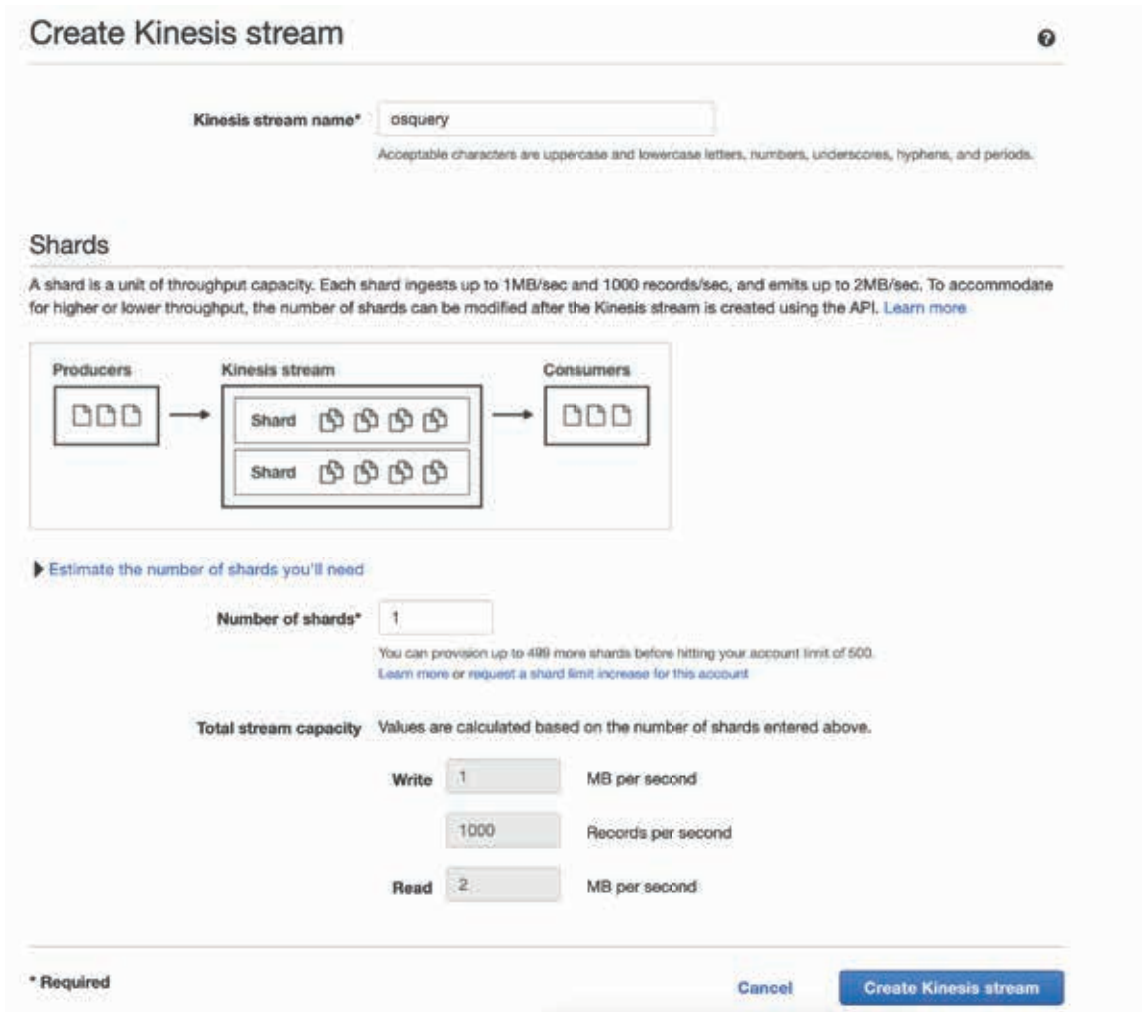 Create Kinesis stream
Kinesis stream name* osquery
Acceptable characters are uppercase and lowercase letters, numbers, underscores, hyphens, and periods.
Shards
A shard is a unit of throughput capacity. Each shard ingests up to 1MB/sec and 1000 records/sec, and emits up to 2MB/sec. To accommodate
for higher or lower throughput, the number of shards can be modified after the Kinesis stream is created using the API. Learn more
Producers Kinesis stream Consumers
Shard
Shard
Estimate the number of shards you'll need
Number of shards* 1
You can provision up to 499 more shards before hitting your account limit of 500.
Learn more or request a shard limit increase for this account
Total stream capacity Values are calculated based on the number of shards entered above.
Write 1 MB per second
1000 Records per second
Read 2 MB per second
* Required Cancel Create Kinesis stream